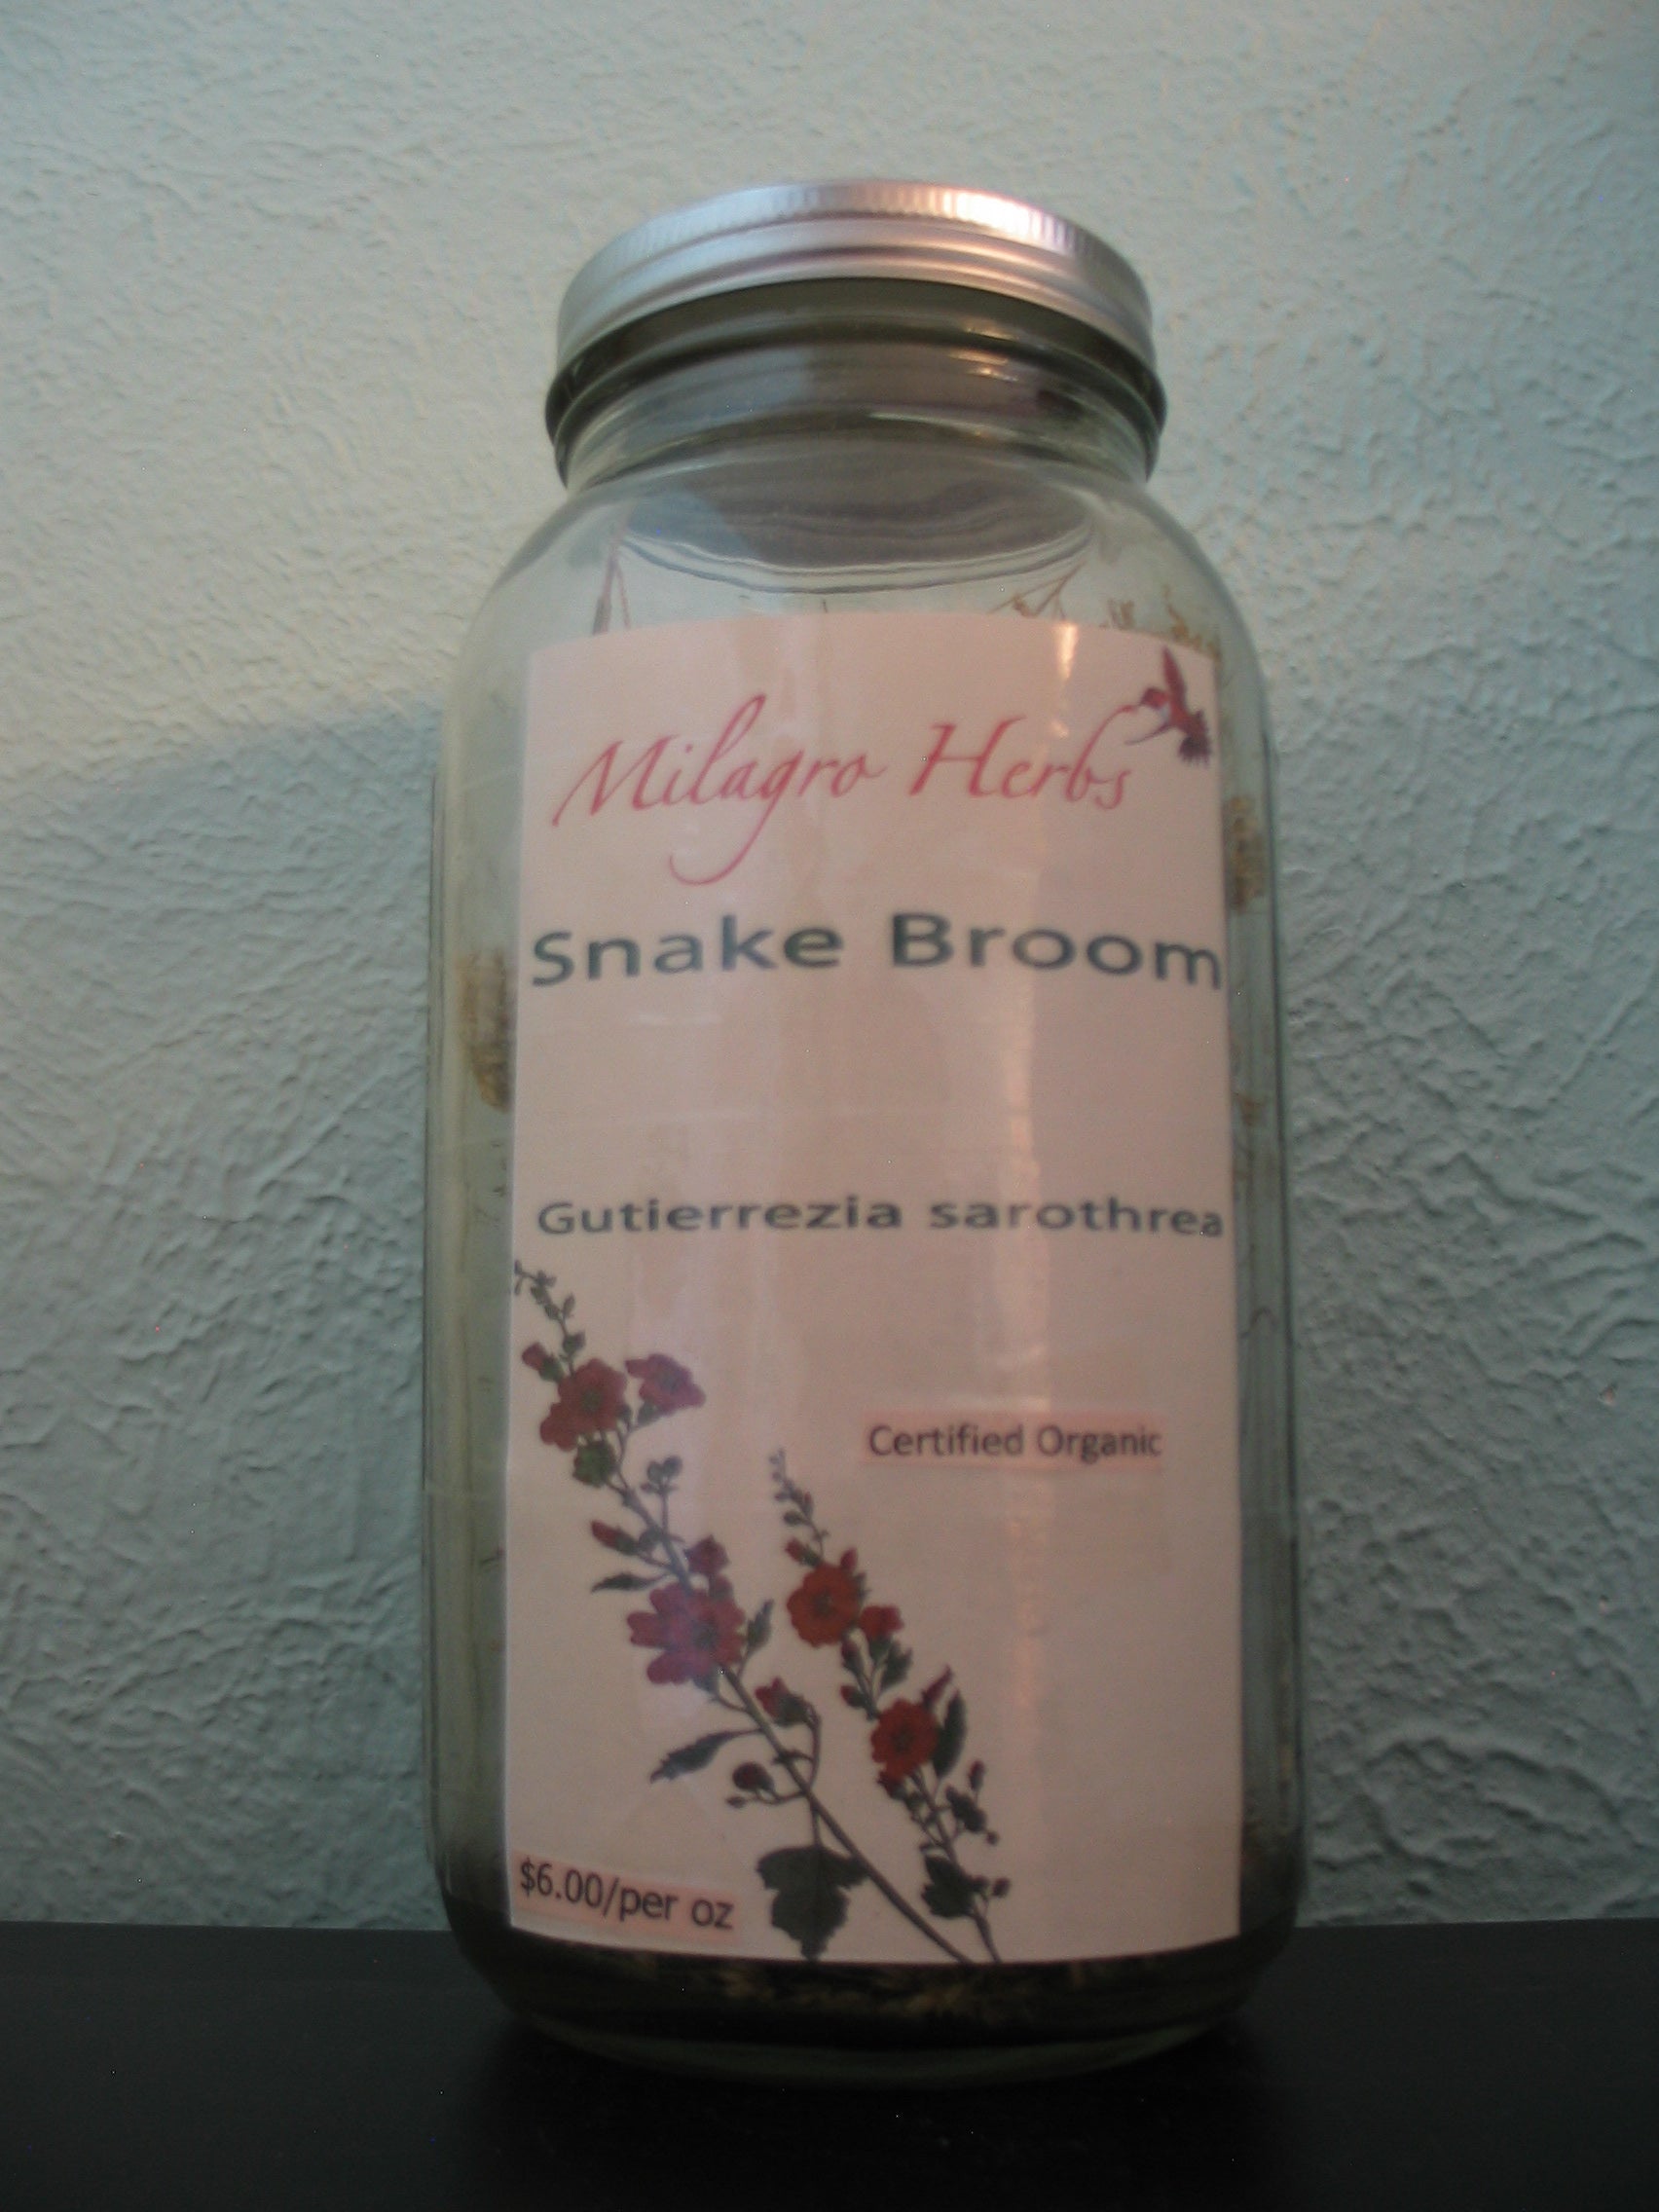 Milagro Herbs
Snake Broom
Gutierrezia sarothrea
Certified Organic
$6.00/per oz